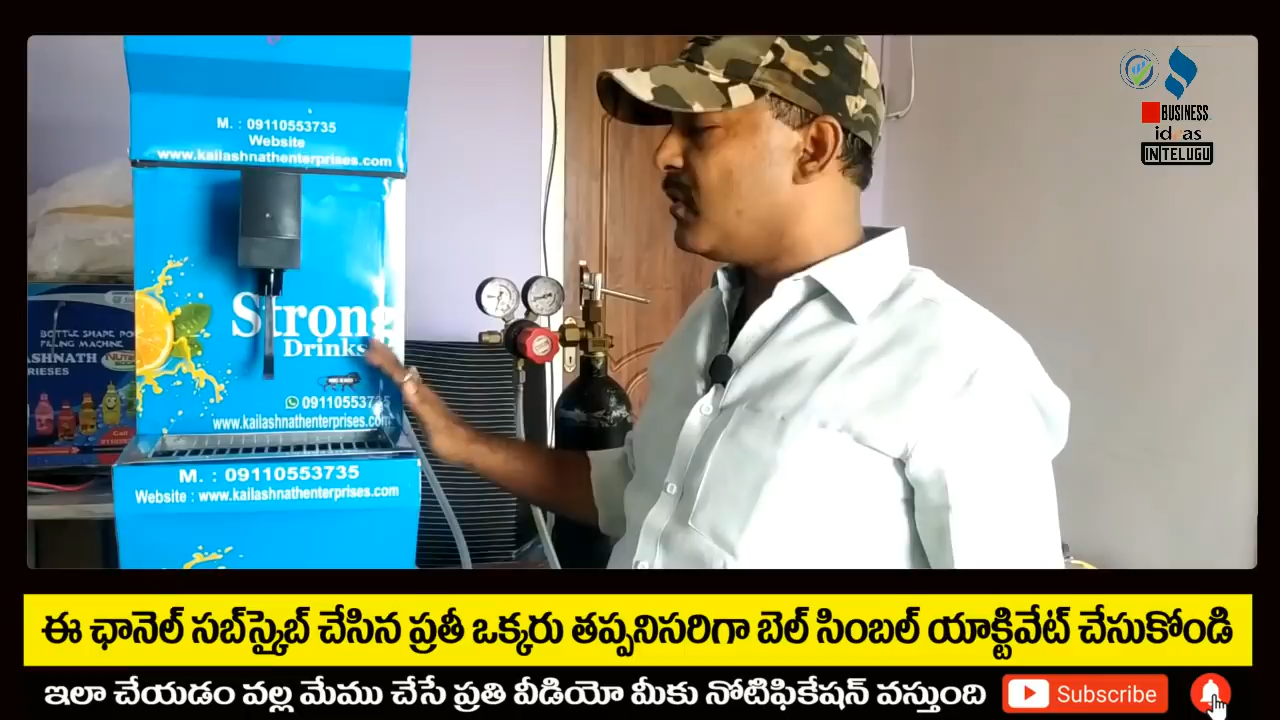 M. : 09110553735
Website
www.kailashnathenterprises.com
BUSINESS
ideas
IN TELUGU
Strong
Drinks
BOTTLE SHAPE
MACHINE
09110553735
www.kailashnathenterprises.com
M. : 09110553735
Website : www.kailashnathenterprises.com
ఈ ఛానెల్ సబ్‌స్క్రైబ్ చేసిన ప్రతీ ఒక్కరు తప్పనిసరిగా బెల్ సింబల్ యాక్టివేట్ చేసుకోండి
ఇలా చేయడం వల్ల మేము చేసే ప్రతి వీడియో మీకు నోటిఫికేషన్ వస్తుంది
Subscribe